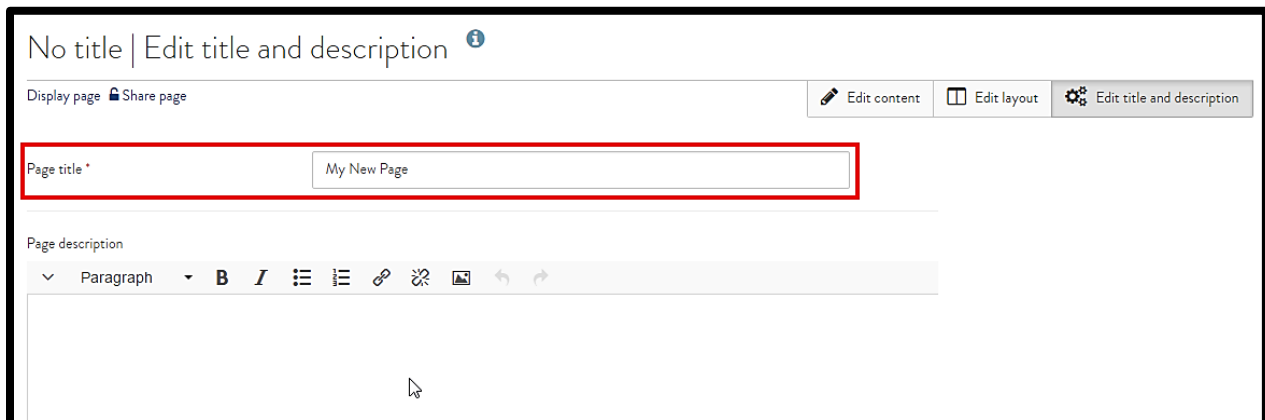 No title | Edit title and description
Display page Share page
Edit content
Edit layout
Edit title and description
Page title *
My New Page
Page description
Paragraph
B I